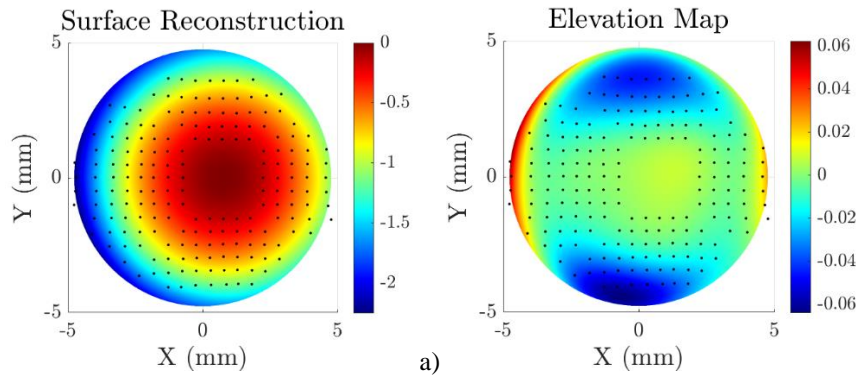 Surface Reconstruction
5
0
-5
Y (mm)
-5 0 5
X (mm)
0
-0.5
-1
-1.5
-2
a)
Elevation Map
5
0
-5
Y (mm)
-5 0 5
X (mm)
0.06
0.04
0.02
0
-0.02
-0.04
-0.06